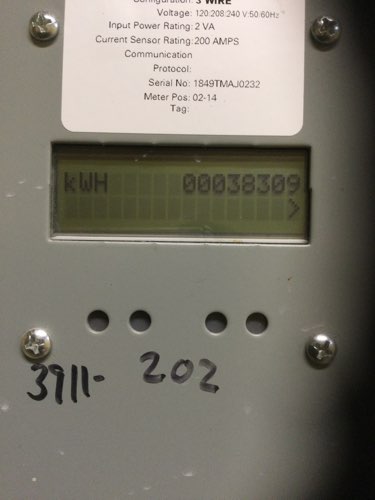 Configuration: 3 WIRE
Voltage: 120:208:240 V:50:60Hz
Input Power Rating: 2 VA
Current Sensor Rating: 200 AMPS
Communication
Protocol:
Serial No: 1849TMAJ0232
Meter Pos: 02-14
Tag:
kWH 00038309
>
3911- 202